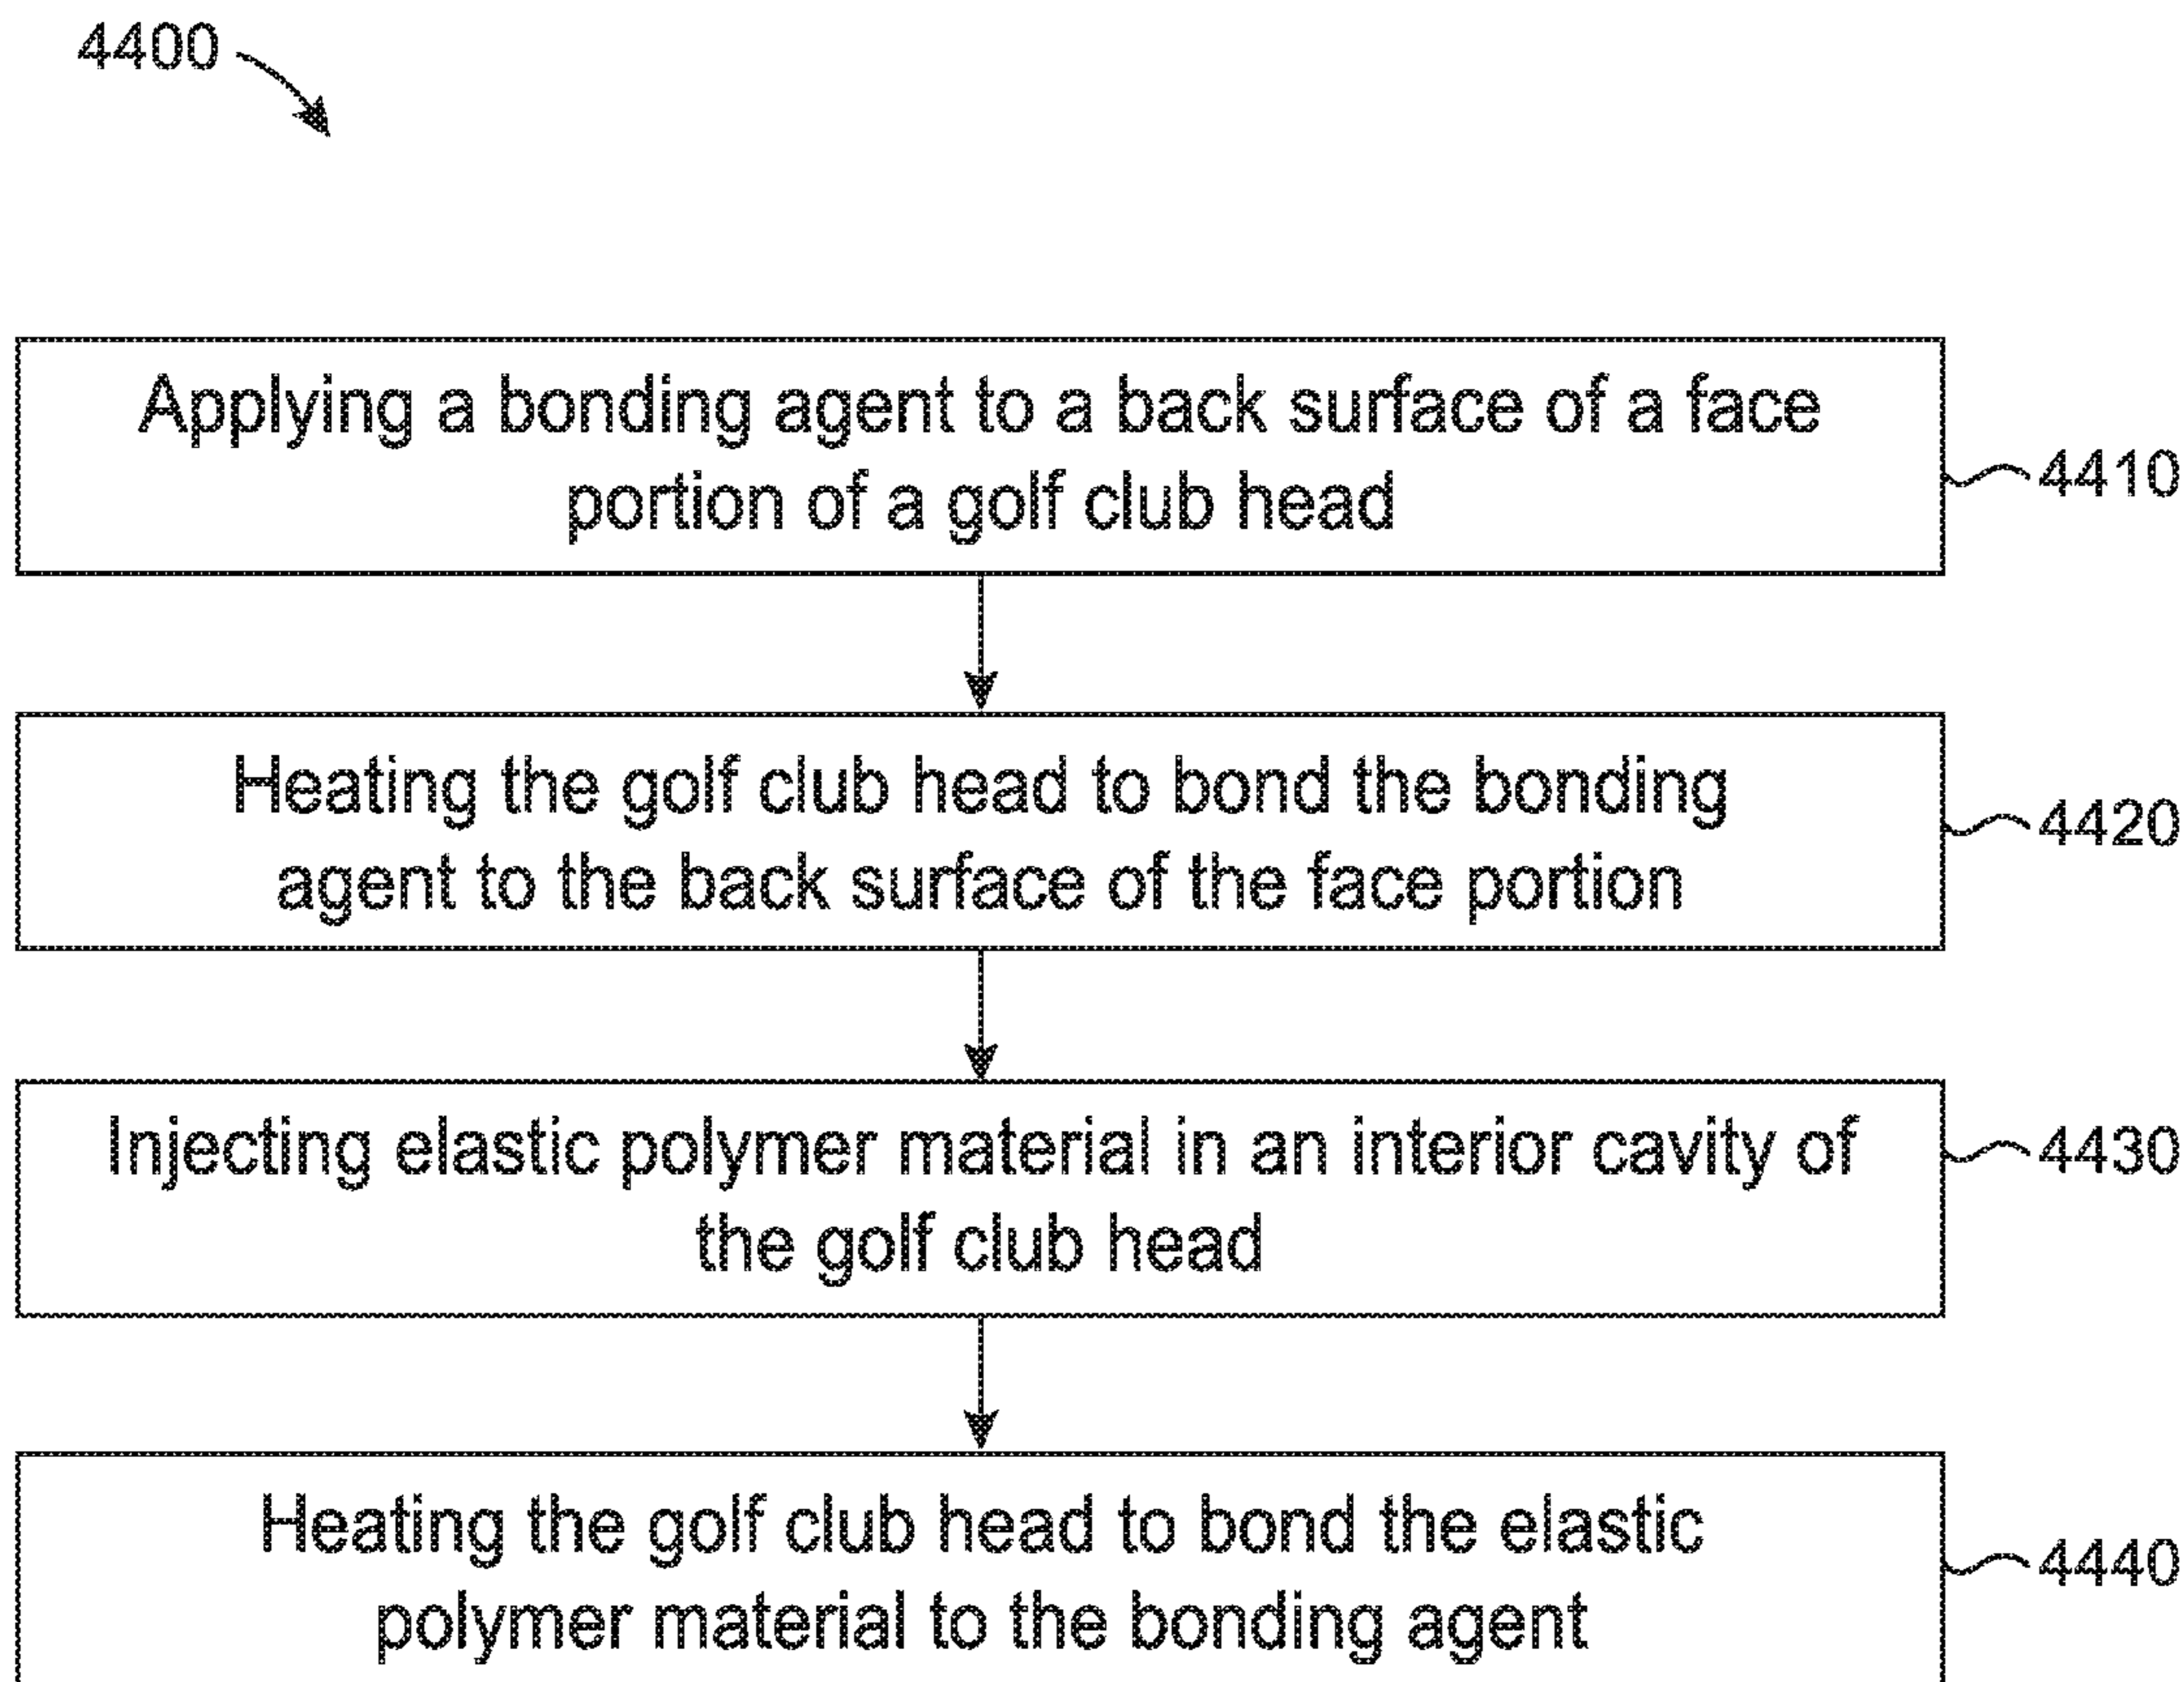 4400
Applying a bonding agent to a back surface of a face
portion of a golf club head
4410
Heating the golf club head to bond the bonding
agent to the back surface of the face portion
4420
Injecting elastic polymer material in an interior cavity of
the golf club head
4430
Heating the golf club head to bond the elastic
polymer material to the bonding agent
4440